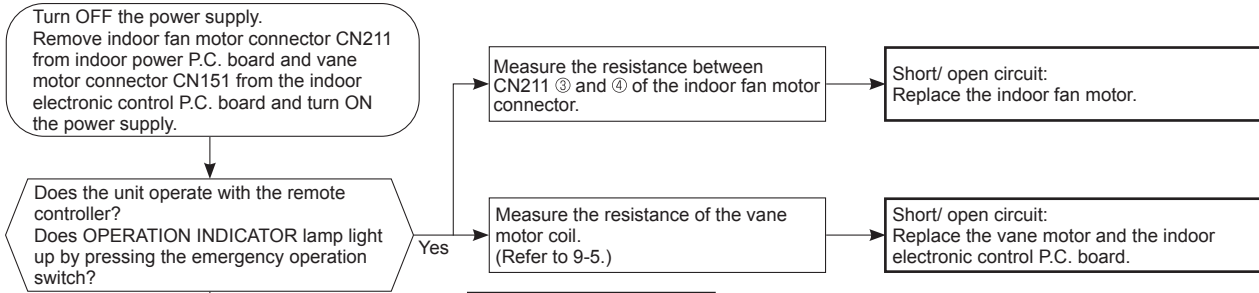 Turn OFF the power supply.
Remove indoor fan motor connector CN211
from indoor power P.C. board and vane
motor connector CN151 from the indoor
electronic control P.C. board and turn ON
the power supply.
Measure the resistance between
CN211 ③ and ④ of the indoor fan motor
connector.
Short/ open circuit:
Replace the indoor fan motor.
Does the unit operate with the remote
controller?
Does OPERATION INDICATOR lamp light
up by pressing the emergency operation
switch?
Yes
Measure the resistance of the vane
motor coil.
(Refer to 9-5.)
Short/ open circuit:
Replace the vane motor and the indoor
electronic control P.C. board.